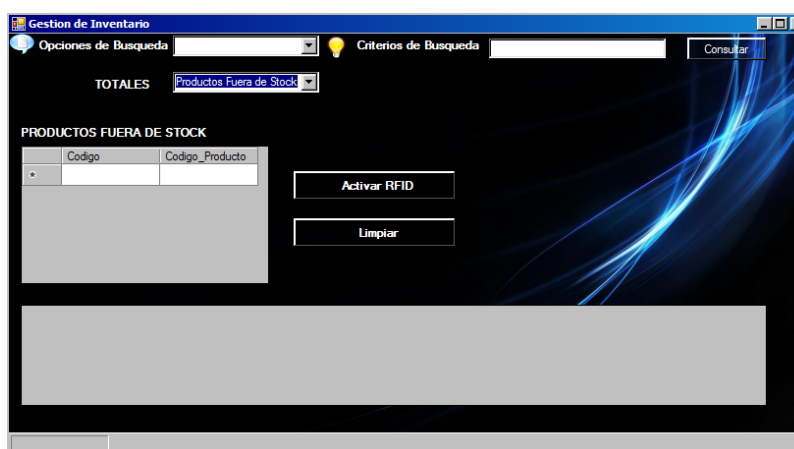 Gestion de Inventario
Opciones de Busqueda
Criterios de Busqueda
Consultar
TOTALES
Productos Fuera de Stock
PRODUCTOS FUERA DE STOCK
Codigo
Codigo_Producto
*
Activar RFID
Limpiar